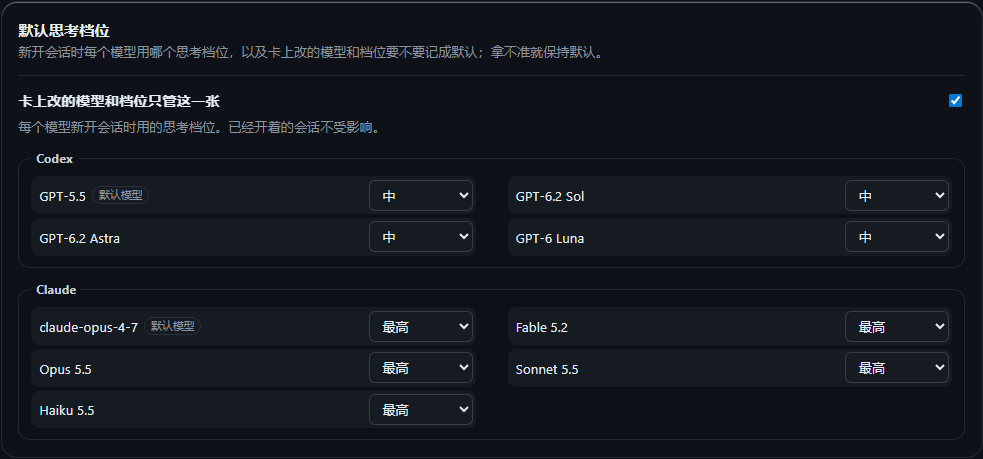 默认思考档位
新开会话时每个模型用哪个思考档位，以及卡上改的模型和档位要不要记成默认；拿不准就保持默认。
卡上改的模型和档位只管这一张
每个模型新开会话时用的思考档位。已经开着的会话不受影响。
Codex
GPT-5.5 默认模型 中
GPT-6.2 Sol 中
GPT-6.2 Astra 中
GPT-6 Luna 中
Claude
claude-opus-4-7 默认模型 最高
Fable 5.2 最高
Opus 5.5 最高
Sonnet 5.5 最高
Haiku 5.5 最高